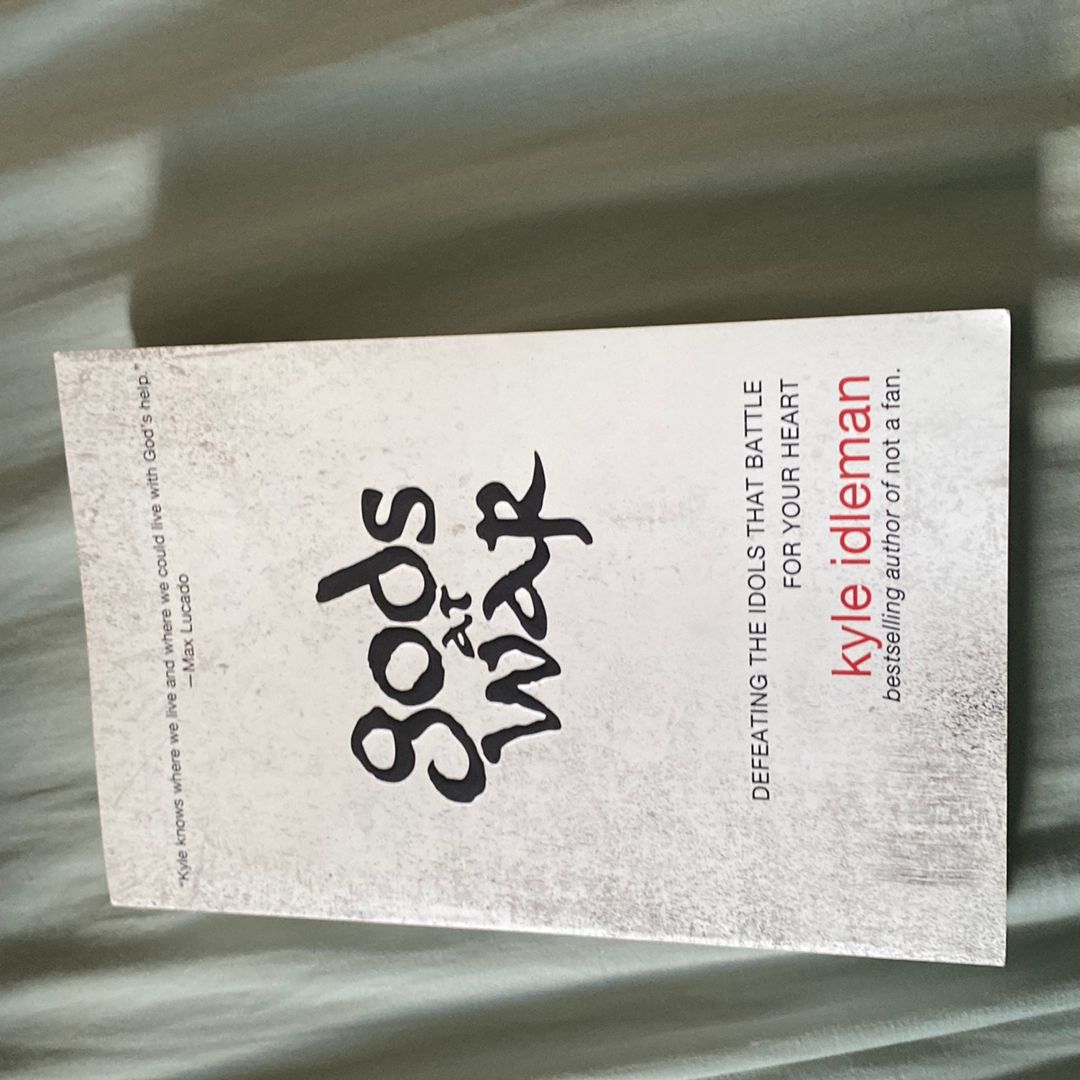 "Kyle knows where we live and where we could live with God's help."
—Max Lucado
gods
at
war
DEFEATING THE IDOLS THAT BATTLE
FOR YOUR HEART
kyle idleman
bestselling author of not a fan.